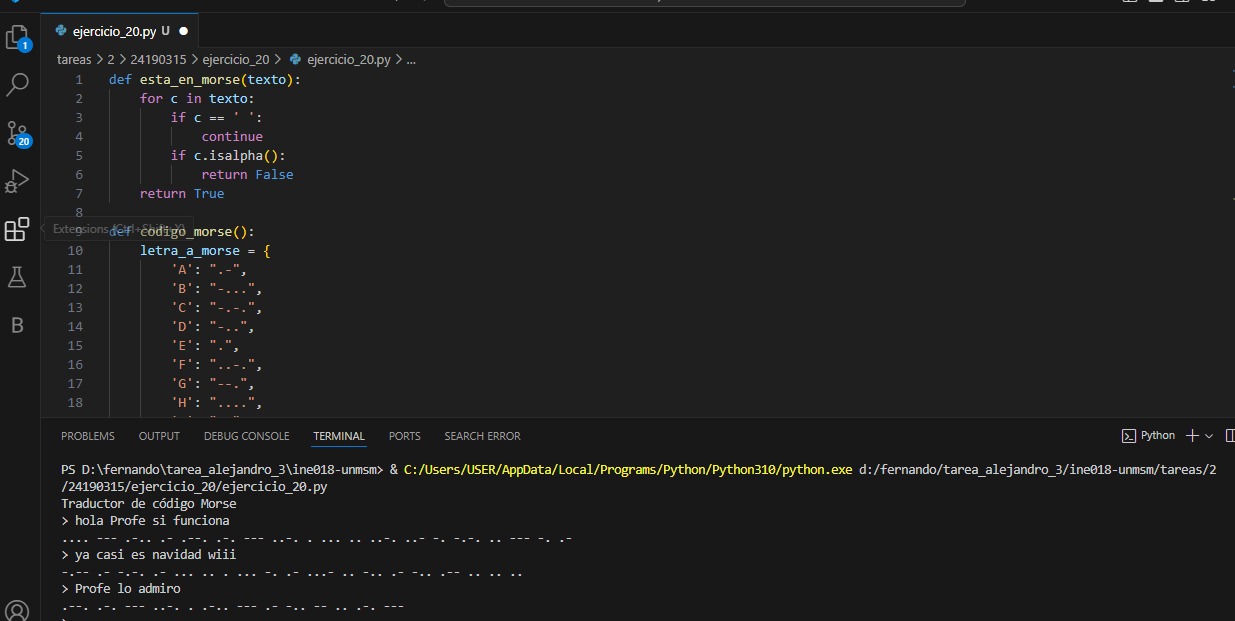 ejercicio_20.py U
tareas > 2 > 24190315 > ejercicio_20 > ejercicio_20.py > ...
1 def esta_en_morse(texto):
2 for c in texto:
3 if c == ' ':
4 continue
5 if c.isalpha():
6 return False
7 return True
8
9 def codigo_morse():
10 letra_a_morse = {
11 'A': ".-",
12 'B': "-...",
13 'C': "-.-.",
14 'D': "-..",
15 'E': ".",
16 'F': "..-.",
17 'G': "--.",
18 'H': "....",
1
20
Extensions (Ctrl+Shift+X)
B
PROBLEMS OUTPUT DEBUG CONSOLE TERMINAL PORTS SEARCH ERROR
Python
PS D:\fernando\tarea_alejandro_3\ine018-unmsm> & C:/Users/USER/AppData/Local/Programs/Python/Python310/python.exe d:/fernando/tarea_alejandro_3/ine018-unmsm/tareas/2
/24190315/ejercicio_20/ejercicio_20.py
Traductor de código Morse
> hola Profe si funciona
.... --- .-.. .- .--. .-. --- ..-. . ... .. ..-. ..- -. -.-. .. --- -. .-
> ya casi es navidad wiii
-.-- .- -.-. .- ... .. . ... -. .- ...- .. -.. .- -.. .-- .. .. ..
> Profe lo admiro
.--. .-. --- ..-. . .-.. --- .- -.. -- .. .-. ---